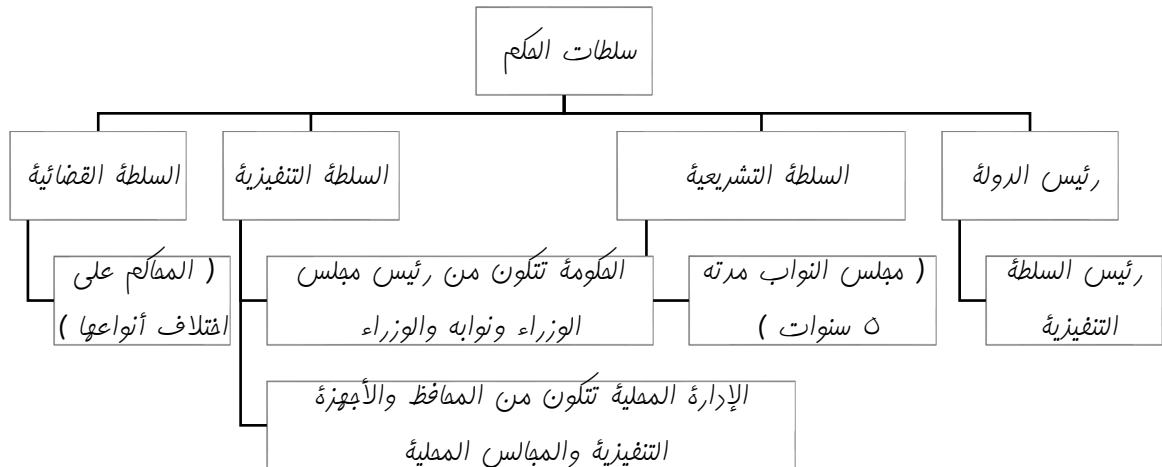 سلطات الحكم
رئيس الدولة
السلطة التشريعية
السلطة التنفيذية
السلطة القضائية
رئيس السلطة
التنفيذية
( مجلس النواب مدته
٥ سنوات )
الحكومة تتكون من رئيس مجلس
الوزراء ونوابه والوزراء
( المحاكم على
اختلاف أنواعها )
الإدارة المحلية تتكون من المحافظ والأجهزة
التنفيذية والمجالس المحلية